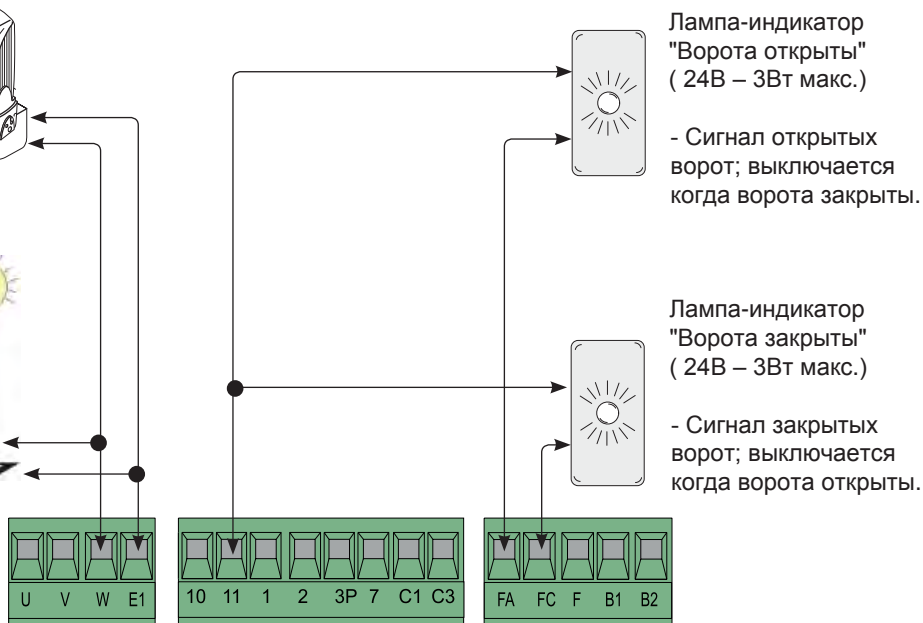 Лампа-индикатор
"Ворота открыты"
( 24В – 3Вт макс.)
- Сигнал открытых
ворот; выключается
когда ворота закрыты.
Лампа-индикатор
"Ворота закрыты"
( 24В – 3Вт макс.)
- Сигнал закрытых
ворот; выключается
когда ворота открыты.
U V W E1 10 11 1 2 3P 7 C1 C3 FA FC F B1 B2